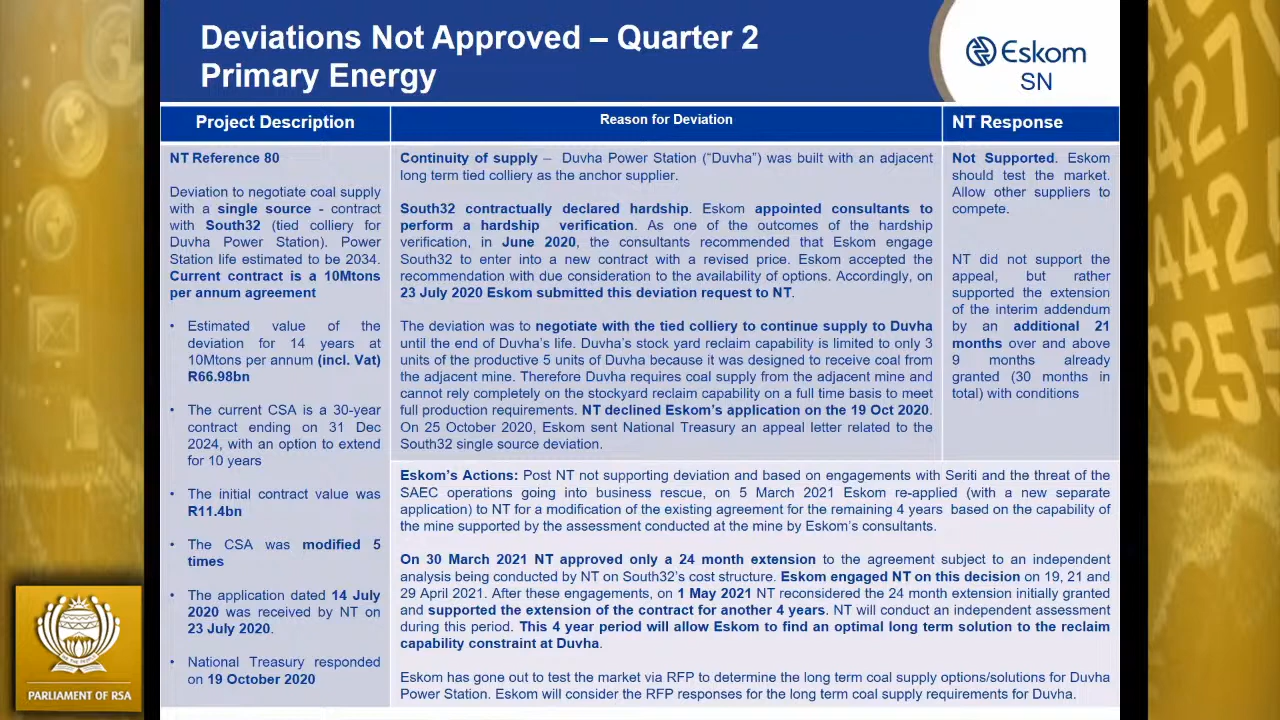 Deviations Not Approved – Quarter 2
Primary Energy
Eskom
SN
Project Description
Reason for Deviation
NT Response
NT Reference 80
Deviation to negotiate coal supply
with a single source - contract
with South32 (tied colliery for
Duvha Power Station). Power
Station life estimated to be 2034.
Current contract is a 10Mtons
per annum agreement
• Estimated value of the
deviation for 14 years at
10Mtons per annum (incl. Vat)
R66.98bn
• The current CSA is a 30-year
contract ending on 31 Dec
2024, with an option to extend
for 10 years
• The initial contract value was
R11.4bn
• The CSA was modified 5
times
• The application dated 14 July
2020 was received by NT on
23 July 2020.
• National Treasury responded
on 19 October 2020
Continuity of supply – Duvha Power Station (“Duvha”) was built with an adjacent
long term tied colliery as the anchor supplier.
South32 contractually declared hardship. Eskom appointed consultants to
perform a hardship verification. As one of the outcomes of the hardship
verification, in June 2020, the consultants recommended that Eskom engage
South32 to enter into a new contract with a revised price. Eskom accepted the
recommendation with due consideration to the availability of options. Accordingly, on
23 July 2020 Eskom submitted this deviation request to NT.
The deviation was to negotiate with the tied colliery to continue supply to Duvha
until the end of Duvha’s life. Duvha’s stock yard reclaim capability is limited to only 3
units of the productive 5 units of Duvha because it was designed to receive coal from
the adjacent mine. Therefore Duvha requires coal supply from the adjacent mine and
cannot rely completely on the stockyard reclaim capability on a full time basis to meet
full production requirements. NT declined Eskom’s application on the 19 Oct 2020.
On 25 October 2020, Eskom sent National Treasury an appeal letter related to the
South32 single source deviation.
Not Supported. Eskom
should test the market.
Allow other suppliers to
compete.
NT did not support the
appeal, but rather
supported the extension
of the interim addendum
by an additional 21
months over and above
9 months already
granted (30 months in
total) with conditions
Eskom’s Actions: Post NT not supporting deviation and based on engagements with Seriti and the threat of the
SAEC operations going into business rescue, on 5 March 2021 Eskom re-applied (with a new separate
application) to NT for a modification of the existing agreement for the remaining 4 years based on the capability
of the mine supported by the assessment conducted at the mine by Eskom’s consultants.
On 30 March 2021 NT approved only a 24 month extension to the agreement subject to an independent
analysis being conducted by NT on South32’s cost structure. Eskom engaged NT on this decision on 19, 21 and
29 April 2021. After these engagements, on 1 May 2021 NT reconsidered the 24 month extension initially granted
and supported the extension of the contract for another 4 years. NT will conduct an independent assessment
during this period. This 4 year period will allow Eskom to find an optimal long term solution to the reclaim
capability constraint at Duvha.
Eskom has gone out to test the market via RFP to determine the long term coal supply options/solutions for Duvha
Power Station. Eskom will consider the RFP responses for the long term coal supply requirements for Duvha.
PARLIAMENT OF RSA